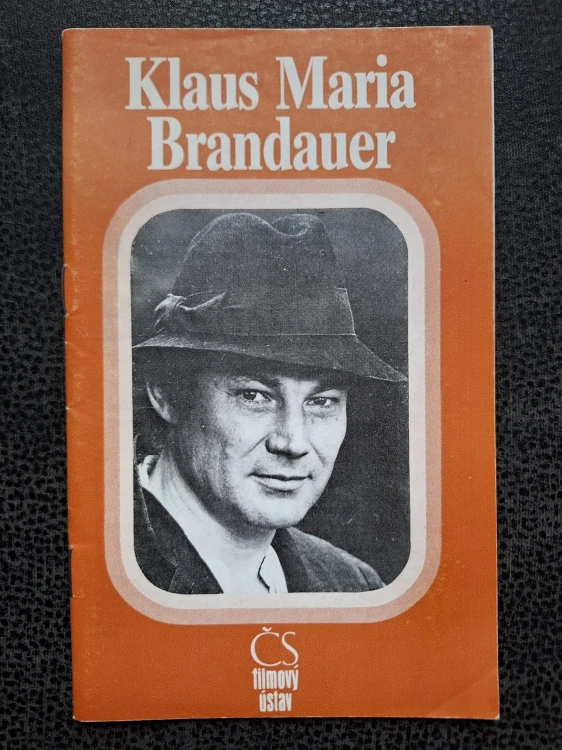 Klaus Maria
Brandauer
ČS
filmový
ústav